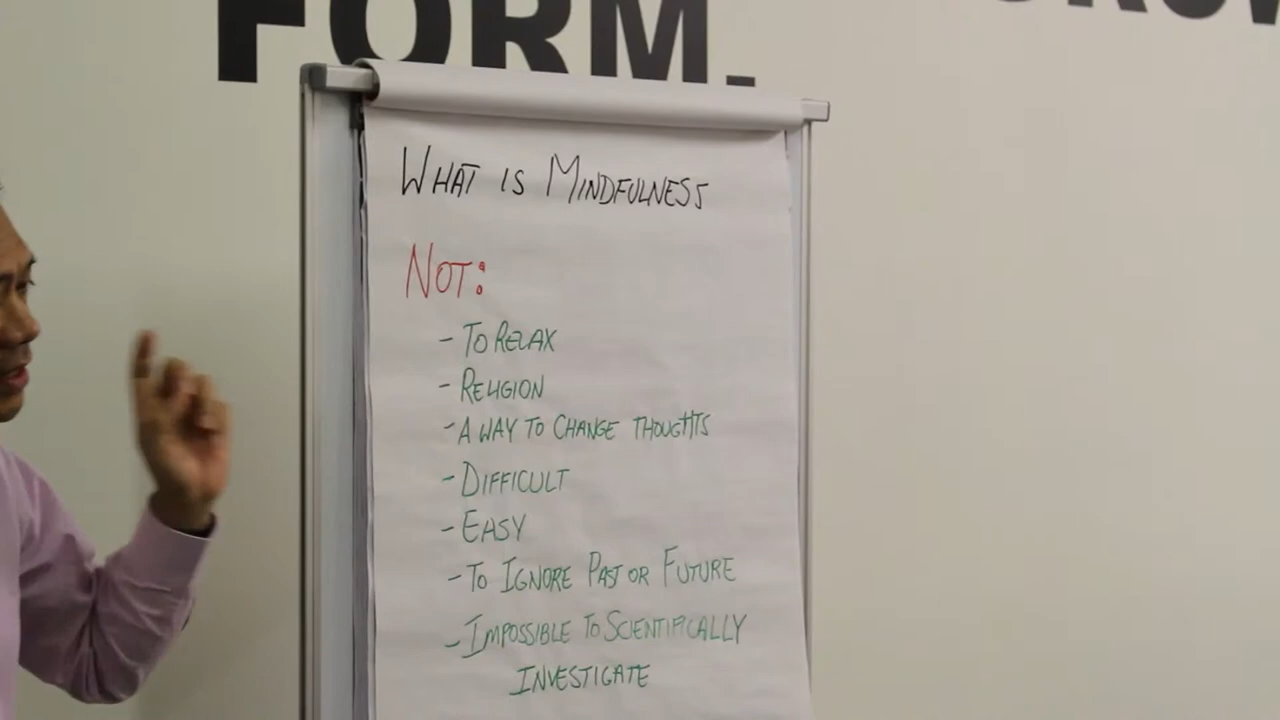 FORM.
WHAT IS MINDFULNESS
NOT:
- TO RELAX
- RELIGION
- A WAY TO CHANGE THOUGHTS
- DIFFICULT
- EASY
- TO IGNORE PAST OR FUTURE
- IMPOSSIBLE TO SCIENTIFICALLY
INVESTIGATE